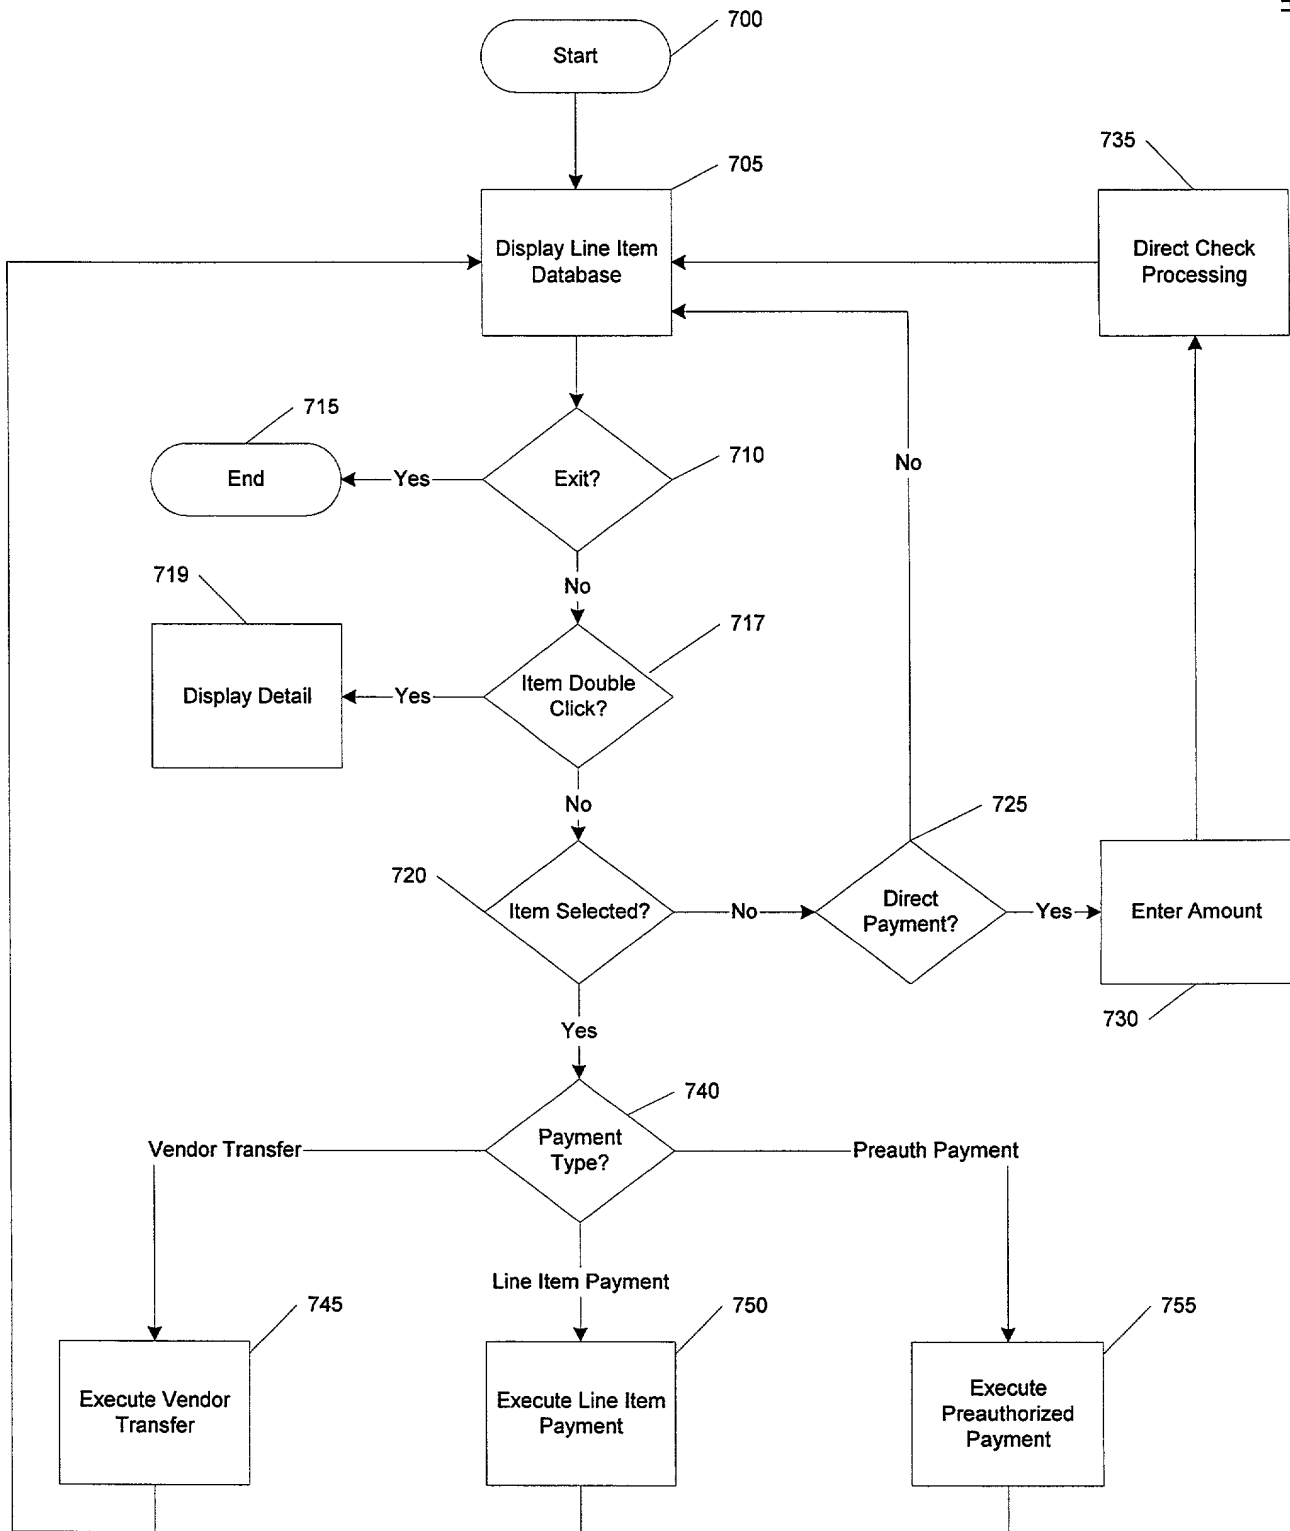 700
Start
705
735
Display Line Item
Database
Direct Check
Processing
715
710
End
Yes
Exit?
No
719
No
717
Display Detail
Yes
Item Double
Click?
No
725
720
Item Selected?
No
Direct
Payment?
Yes
Enter Amount
730
Yes
740
Vendor Transfer
Payment
Type?
Preauth Payment
Line Item Payment
745
750
755
Execute Vendor
Transfer
Execute Line Item
Payment
Execute
Preauthorized
Payment